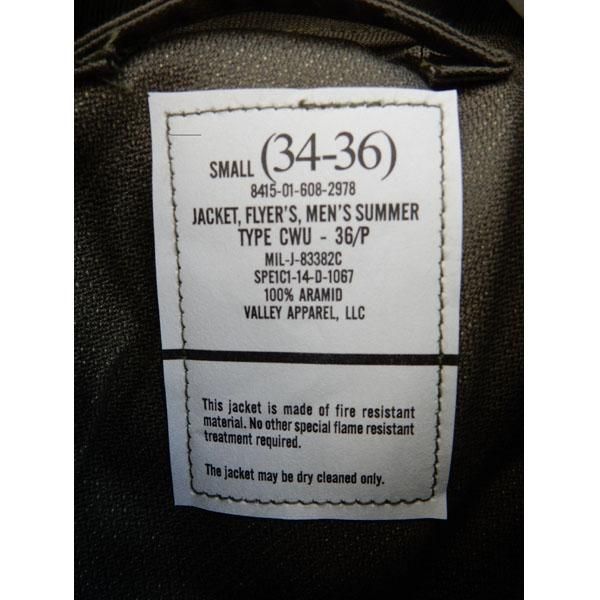 SMALL (34-36)
8415-01-608-2978
JACKET, FLYER'S, MEN'S SUMMER
TYPE CWU - 36/P
MIL-J-83382C
SPE1C1-14-D-1067
100% ARAMID
VALLEY APPAREL, LLC
This jacket is made of fire resistant
material. No other special flame resistant
treatment required.
The jacket may be dry cleaned only.